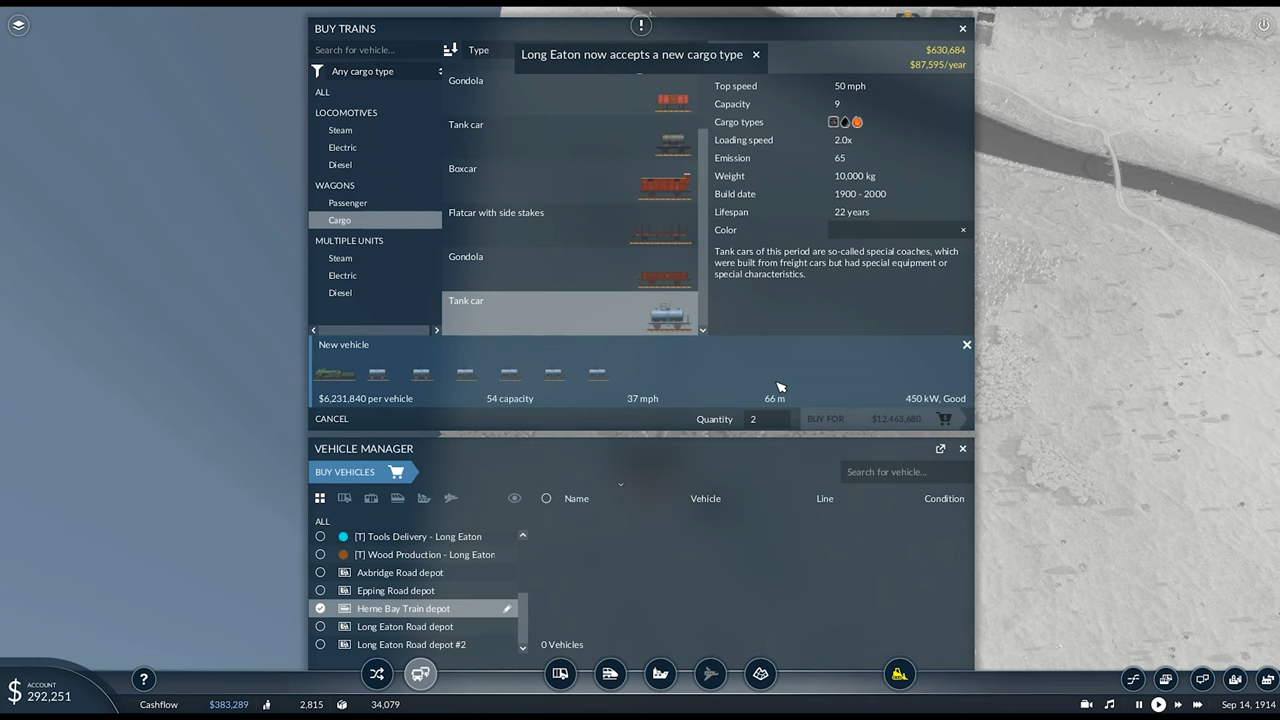 BUY TRAINS
Search for vehicle...
Type
Long Eaton now accepts a new cargo type
$630,684
$87,595/year
Any cargo type
ALL
LOCOMOTIVES
Steam
Electric
Diesel
WAGONS
Passenger
Cargo
MULTIPLE UNITS
Steam
Electric
Diesel
Gondola
Tank car
Boxcar
Flatcar with side stakes
Gondola
Tank car
Top speed 50 mph
Capacity 9
Cargo types
Loading speed 2.0x
Emission 65
Weight 10,000 kg
Build date 1900 - 2000
Lifespan 22 years
Color
Tank cars of this period are so-called special coaches, which
were built from freight cars but had special equipment or
special characteristics.
New vehicle
$6,231,840 per vehicle 54 capacity 37 mph 66 m 450 kW, Good
CANCEL Quantity 2 BUY FOR $12,463,680
VEHICLE MANAGER
BUY VEHICLES Search for vehicle...
Name Vehicle Line Condition
ALL
[T] Tools Delivery - Long Eaton
[T] Wood Production - Long Eaton
Axbridge Road depot
Epping Road depot
Herne Bay Train depot
Long Eaton Road depot
Long Eaton Road depot #2
0 Vehicles
$ ACCOUNT
292,251
?
Cashflow $383,289 2,815 34,079 Sep 14, 1914